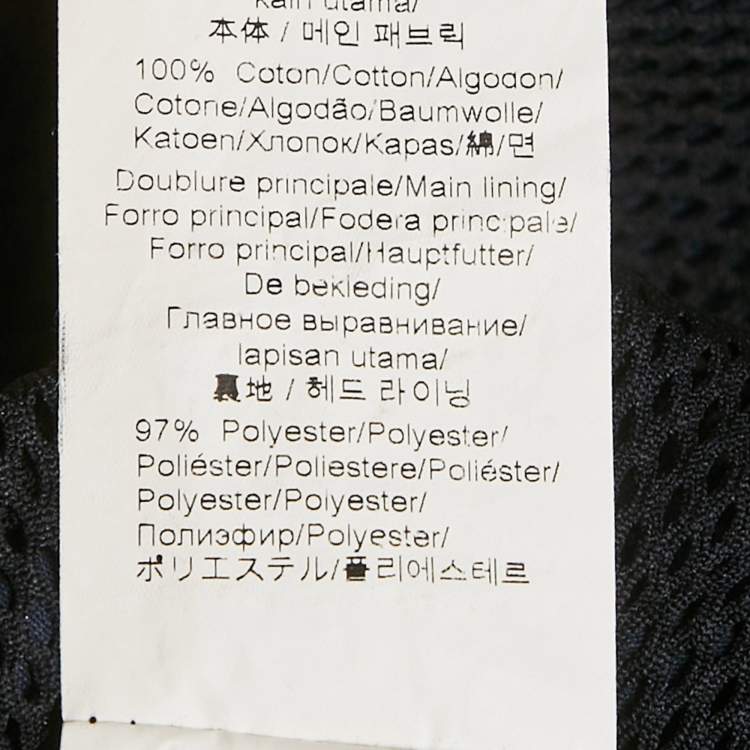 kain utama/
本体 / 메인 패브릭
100% Coton/Cotton/Algodon/
Cotone/Algodão/Baumwolle/
Katoen/Хлопок/Kapas/綿/면
Doublure principale/Main lining/
Forro principal/Fodera principale/
Forro principal/Hauptfutter/
De bekleding/
Главное выравнивание/
lapisan utama/
裏地 / 헤드 라이닝
97% Polyester/Polyester/
Poliéster/Poliestere/Poliéster/
Polyester/Polyester/
Полиэфир/Polyester/
ポリエステル/폴리에스테르